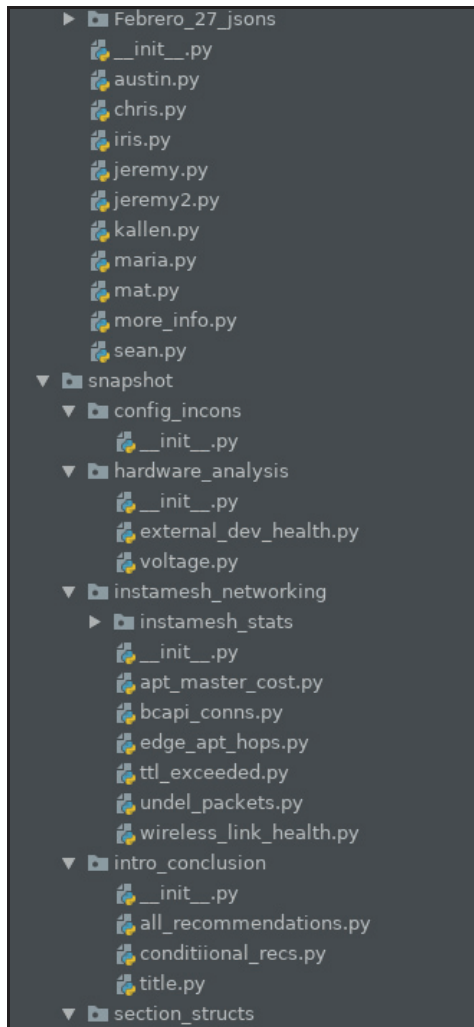 Febrero_27_jsons
__init__.py
austin.py
chris.py
iris.py
jeremy.py
jeremy2.py
kallen.py
maria.py
mat.py
more_info.py
sean.py
snapshot
config_incons
__init__.py
hardware_analysis
__init__.py
external_dev_health.py
voltage.py
instamesh_networking
instamesh_stats
__init__.py
apt_master_cost.py
bcapi_conns.py
edge_apt_hops.py
ttl_exceeded.py
undel_packets.py
wireless_link_health.py
intro_conclusion
__init__.py
all_recommendations.py
conditiional_recs.py
title.py
section_structs